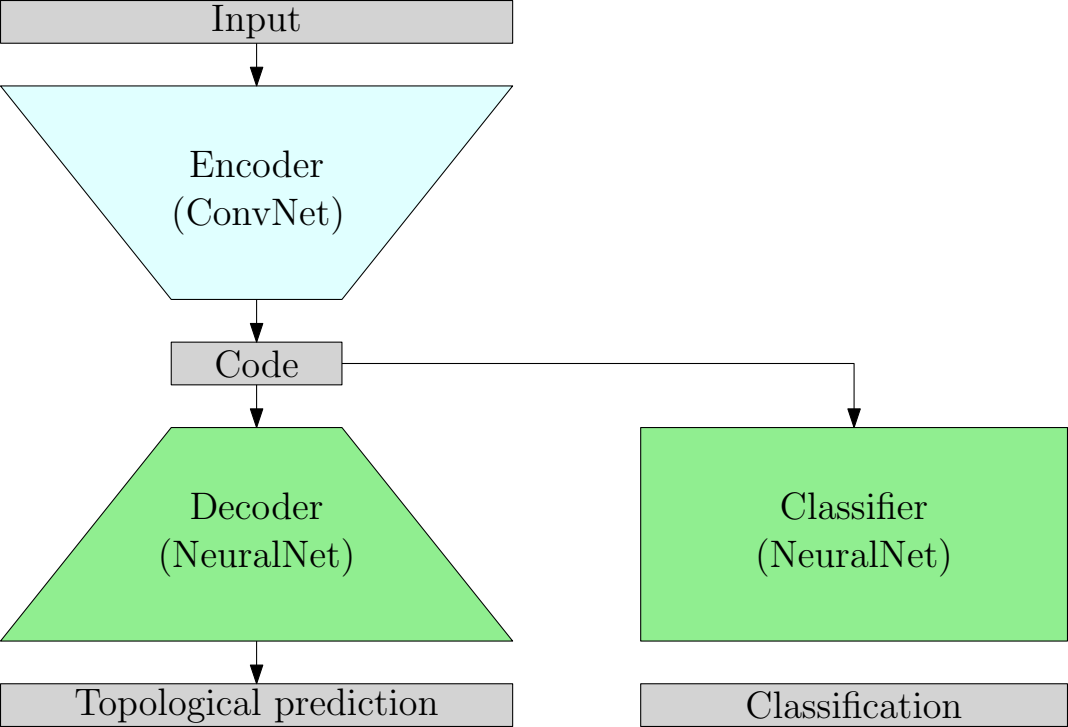 Input
Encoder
(ConvNet)
Code
Decoder
(NeuralNet)
Classifier
(NeuralNet)
Topological prediction
Classification